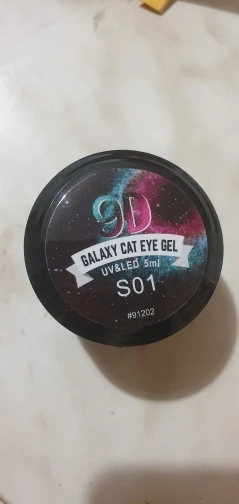 9D
GALAXY CAT EYE GEL
UV&LED 5ml
S01
#91202